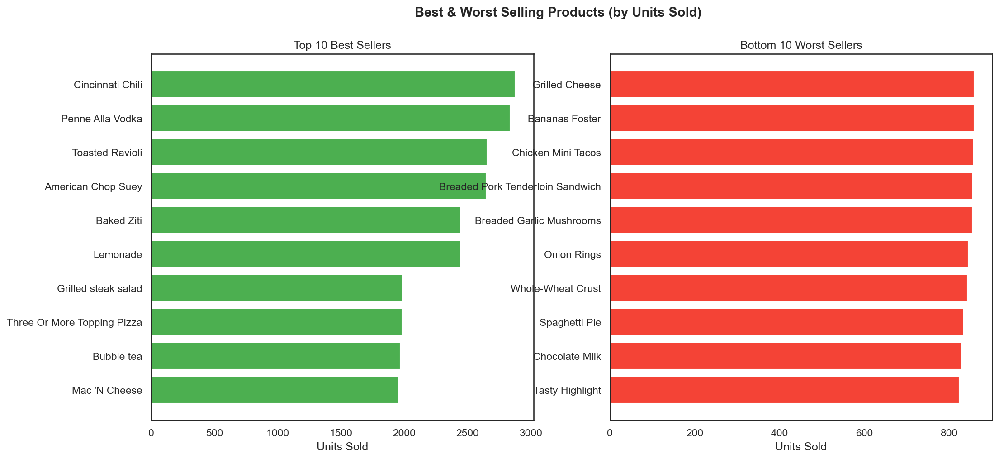 Best & Worst Selling Products (by Units Sold)
Top 10 Best Sellers
Cincinnati Chili
Penne Alla Vodka
Toasted Ravioli
American Chop Suey
Baked Ziti
Lemonade
Grilled steak salad
Three Or More Topping Pizza
Bubble tea
Mac 'N Cheese
0 500 1000 1500 2000 2500 3000
Units Sold
Bottom 10 Worst Sellers
Grilled Cheese
Bananas Foster
Chicken Mini Tacos
Breaded Pork Tenderloin Sandwich
Breaded Garlic Mushrooms
Onion Rings
Whole-Wheat Crust
Spaghetti Pie
Chocolate Milk
Tasty Highlight
0 200 400 600 800
Units Sold